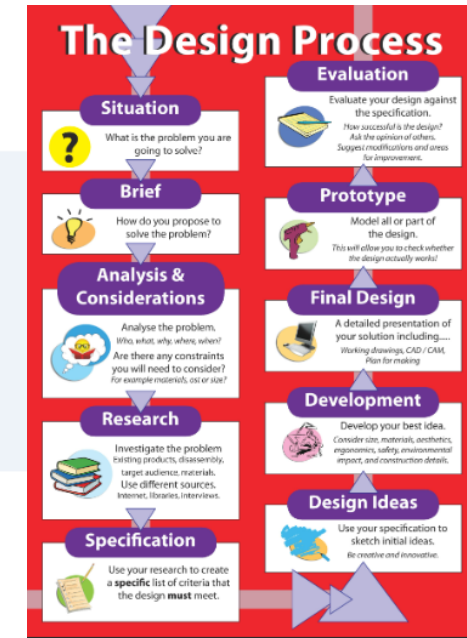 The Design Process
Situation
What is the problem you are
going to solve?
Brief
How do you propose to
solve the problem?
Analysis &
Considerations
Analyse the problem.
Who, what, why, where, when?
Are there any constraints
you will need to consider?
For example materials, ost or size?
Research
Investigate the problem
Existing products, disassembly,
target audience, materials.
Use different sources.
Internet, libraries, interviews.
Specification
Use your research to create
a specific list of criteria that
the design must meet.
Design Ideas
Use your specification to
sketch initial ideas.
Be creative and innovative.
Development
Develop your best idea.
Consider size, materials, aesthetics,
ergonomics, safety, environmental
impact, and construction details.
Final Design
A detailed presentation of
your solution including.....
Working drawings, CAD / CAM,
Plan for making
Prototype
Model all or part of
the design.
This will allow you to check whether
the design actually works!
Evaluation
Evaluate your design against
the specification.
How successful is the design?
Ask the opinion of others.
Suggest modifications and areas
for improvement.